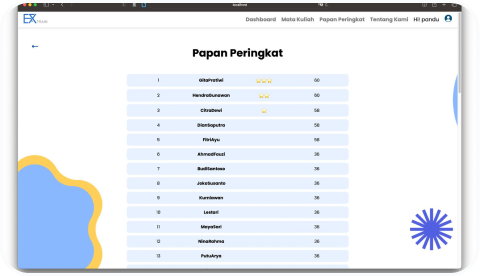 localhost
EX
Dashboard Mata Kuliah Papan Peringkat Tentang Kami Hi! pandu
Papan Peringkat
1 GitaPratiwi 60
2 HendraGunawan 60
3 CitraDewi 58
4 DianSaputra 58
5 FitriAyu 58
6 AhmadFauzi 36
7 BudiSantoso 36
8 JokoSusanto 36
9 Kurniawan 36
10 Lestari 36
11 MayaSari 36
12 NinaRahma 36
13 PutuArya 36